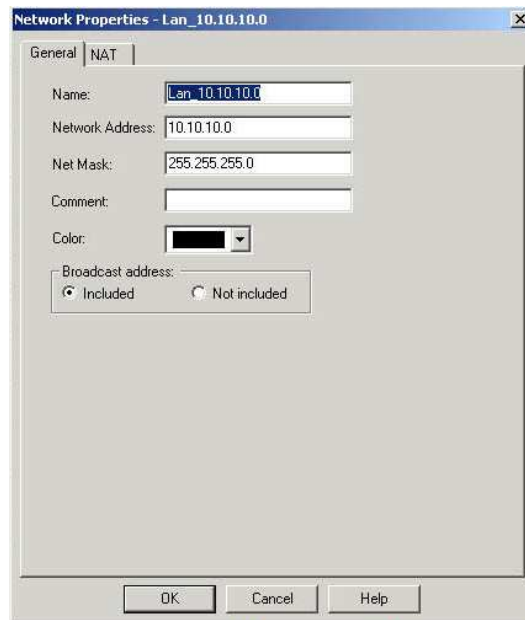 Network Properties - Lan_10.10.10.0
General NAT
Name: Lan_10.10.10.0
Network Address: 10.10.10.0
Net Mask: 255.255.255.0
Comment:
Color:
Broadcast address:
Included Not included
OK Cancel Help